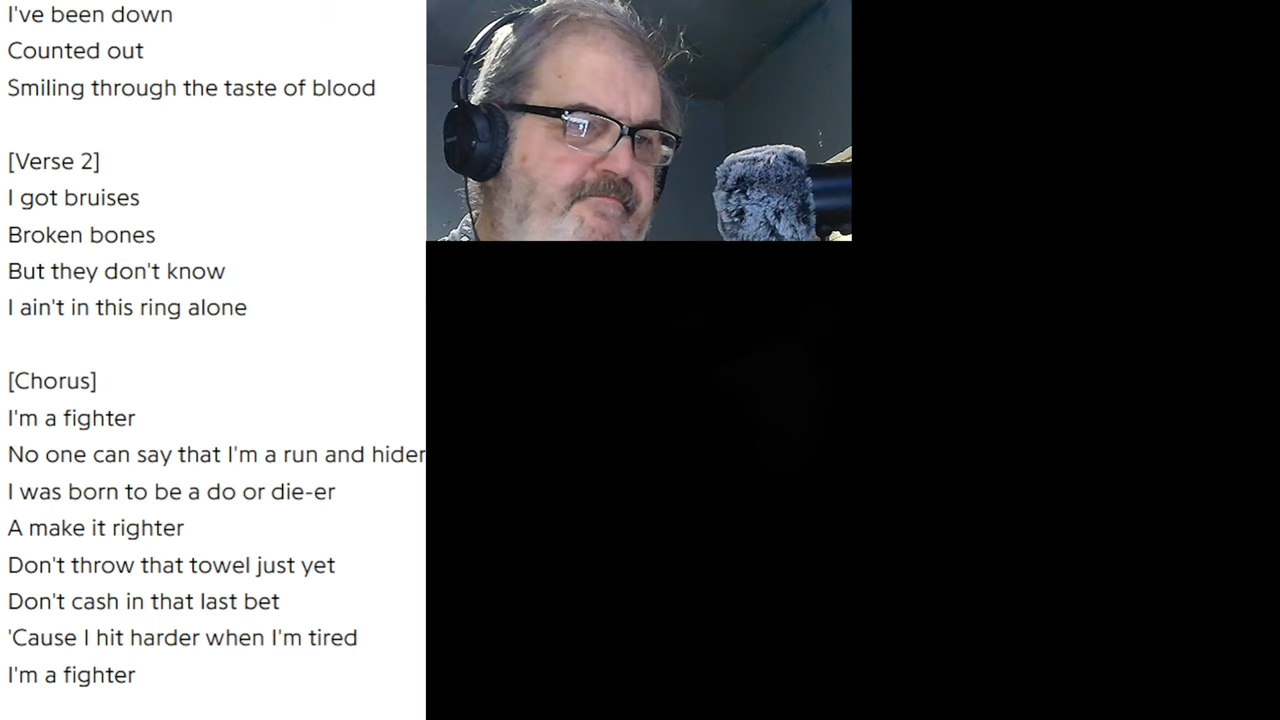 I've been down
Counted out
Smiling through the taste of blood
[Verse 2]
I got bruises
Broken bones
But they don't know
I ain't in this ring alone
[Chorus]
I'm a fighter
No one can say that I'm a run and hider
I was born to be a do or die-er
A make it righter
Don't throw that towel just yet
Don't cash in that last bet
'Cause I hit harder when I'm tired
I'm a fighter